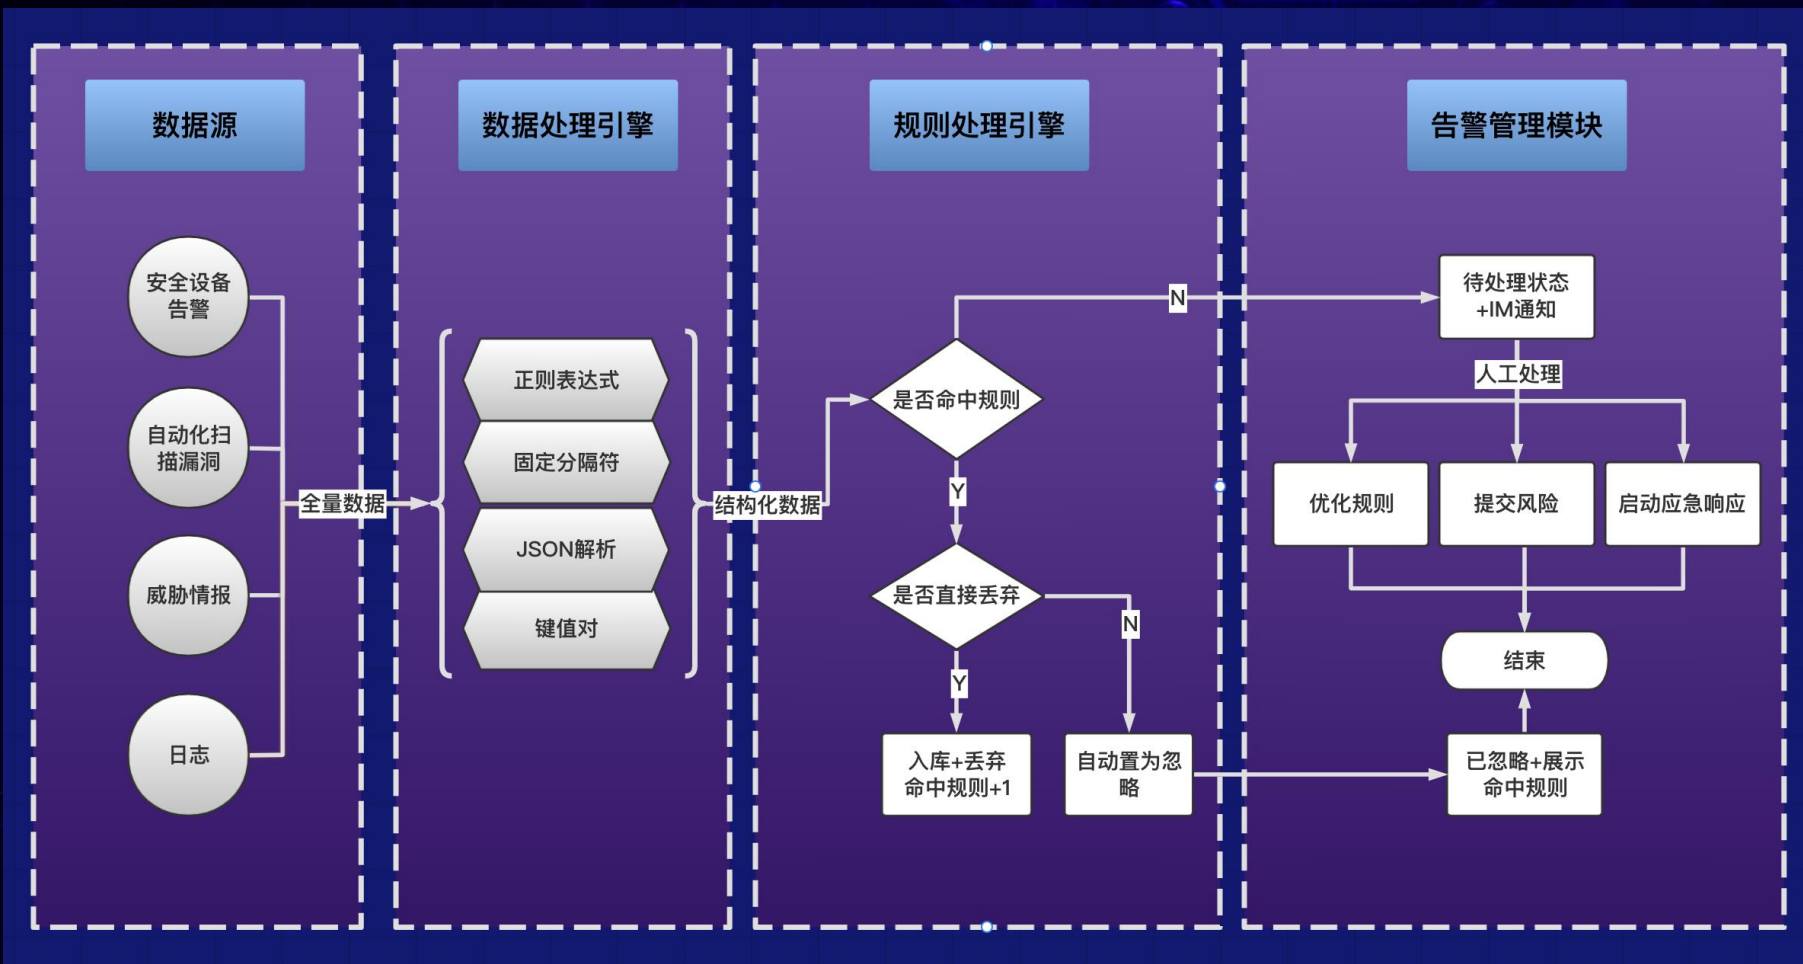 数据源
数据处理引擎
规则处理引擎
告警管理模块
安全设备
告警
自动化扫
描漏洞
威胁情报
日志
全量数据
正则表达式
固定分隔符
JSON解析
键值对
结构化数据
是否命中规则
N
Y
是否直接丢弃
N
Y
入库+丢弃
命中规则+1
自动置为忽
略
待处理状态
+IM通知
人工处理
优化规则
提交风险
启动应急响应
结束
已忽略+展示
命中规则